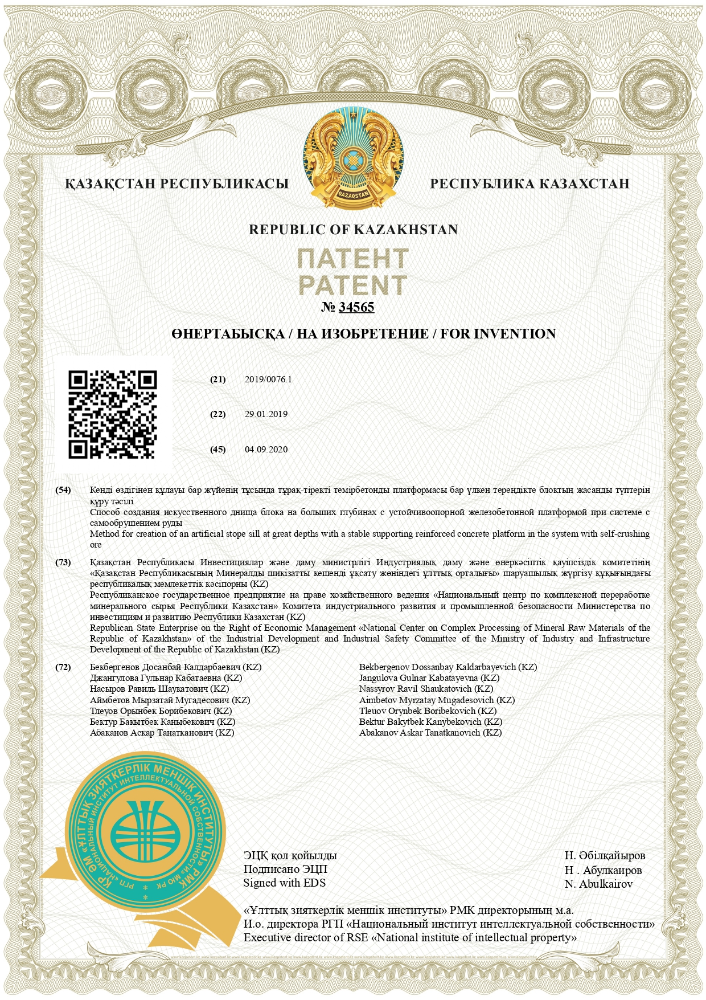 ҚАЗАҚСТАН РЕСПУБЛИКАСЫ
РЕСПУБЛИКА КАЗАХСТАН
QAZAQSTAN
REPUBLIC OF KAZAKHSTAN
ПАТЕНТ
PATENT
№ 34565
ӨНЕРТАБЫСҚА / НА ИЗОБРЕТЕНИЕ / FOR INVENTION
(21) 2019/0076.1
(22) 29.01.2019
(45) 04.09.2020
(54) Кенді өздігінен құлауы бар жүйенің тұсында тұрақ-тіректі темірбетонды платформасы бар үлкен тереңдікте блоктың жасанды түптерін
құру тәсілі
Способ создания искусственного днища блока на больших глубинах с устойчивоопорной железобетонной платформой при системе с
самообрушением руды
Method for creation of an artificial stope sill at great depths with a stable supporting reinforced concrete platform in the system with self-crushing
ore
(73) Қазақстан Республикасы Инвестициялар және даму министрлігі Индустриялық даму және өнеркәсіптік қауіпсіздік комитетінің
«Қазақстан Республикасының Минералды шикізатты кешенді ұқсату жөніндегі ұлттық орталығы» шаруашылық жүргізу құқығындағы
республикалық мемлекеттік кәсіпорны (KZ)
Республиканское государственное предприятие на праве хозяйственного ведения «Национальный центр по комплексной переработке
минерального сырья Республики Казахстан» Комитета индустриального развития и промышленной безопасности Министерства по
инвестициям и развитию Республики Казахстан (KZ)
Republican State Enterprise on the Right of Economic Management «National Center on Complex Processing of Mineral Raw Materials of the
Republic of Kazakhstan» of the Industrial Development and Industrial Safety Committee of the Ministry of Industry and Infrastructure
Development of the Republic of Kazakhstan (KZ)
(72) Бекбергенов Досанбай Калдарбаевич (KZ) Bekbergenov Dossanbay Kaldarbayevich (KZ)
Джангулова Гульнар Кабатаевна (KZ) Jangulova Gulnar Kabatayevna (KZ)
Насыров Равиль Шаукатович (KZ) Nassyrov Ravil Shaukatovich (KZ)
Аймбетов Мырзатай Мугадесович (KZ) Aimbetov Myrzatay Mugadesovich (KZ)
Тлеуов Орынбек Борибекович (KZ) Tleuov Orynbek Boribekovich (KZ)
Бектур Бакытбек Каныбекович (KZ) Bektur Bakytbek Kanybekovich (KZ)
Абаканов Аскар Танатканович (KZ) Abakanov Askar Tanatkanovich (KZ)
ҚР ӘМ «ҰЛТТЫҚ ЗИЯТКЕРЛІК МЕНШІК ИНСТИТУТЫ» РМК
РГП «НАЦИОНАЛЬНЫЙ ИНСТИТУТ ИНТЕЛЛЕКТУАЛЬНОЙ СОБСТВЕННОСТИ» МЮ РК
ЭЦҚ қол қойылды Н. Әбілқайыров
Подписано ЭЦП Н . Абулкаиров
Signed with EDS N. Abulkairov
«Ұлттық зияткерлік меншік институты» РМК директорының м.а.
И.о. директора РГП «Национальный институт интеллектуальной собственности»
Executive director of RSE «National institute of intellectual property»